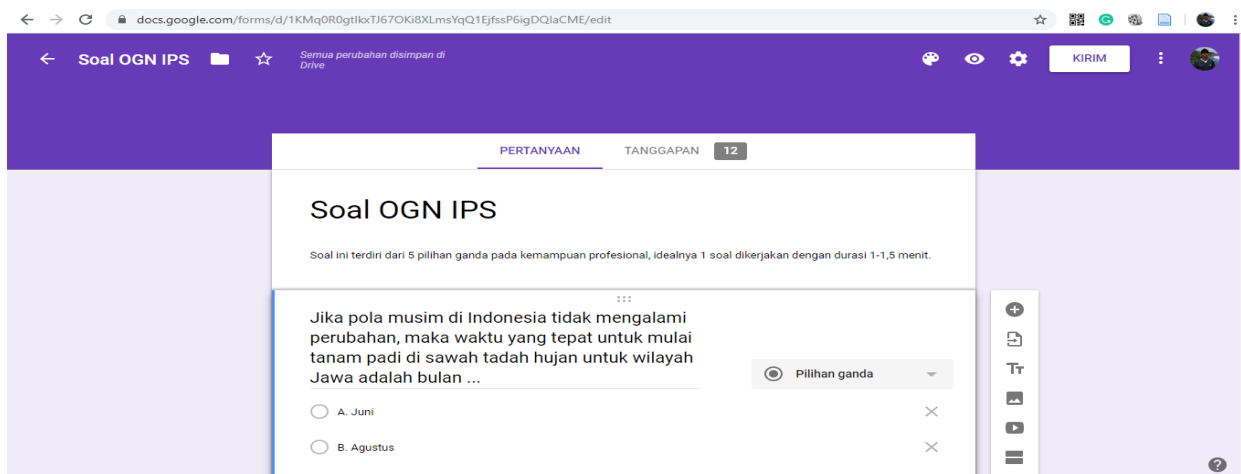 docs.google.com/forms/d/1KMq0R0gtIkxTJ67OKi8XLmsYqQ1EjfssP6igDQlaCME/edit
Soal OGN IPS
Semua perubahan disimpan di
Drive
KIRIM
PERTANYAAN TANGGAPAN 12
Soal OGN IPS
Soal ini terdiri dari 5 pilihan ganda pada kemampuan profesional, idealnya 1 soal dikerjakan dengan durasi 1-1,5 menit.
Jika pola musim di Indonesia tidak mengalami
perubahan, maka waktu yang tepat untuk mulai
tanam padi di sawah tadah hujan untuk wilayah
Jawa adalah bulan ...
Pilihan ganda
A. Juni
B. Agustus